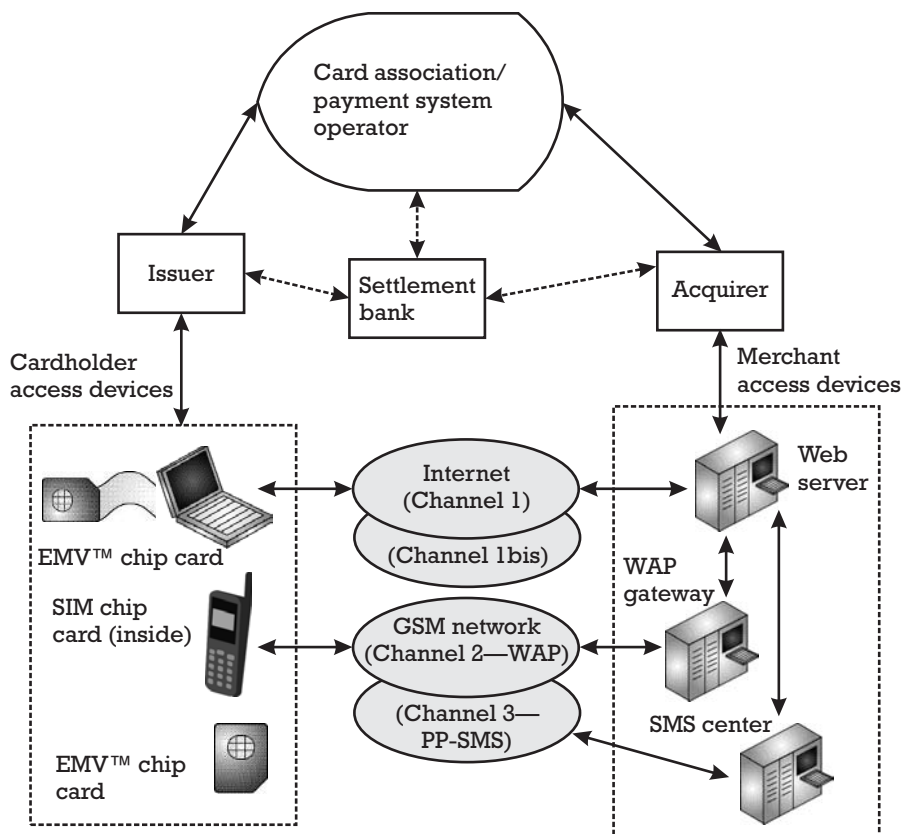 Card association/
payment system
operator
Issuer
Settlement
bank
Acquirer
Cardholder
access devices
Merchant
access devices
Internet
(Channel 1)
(Channel 1bis)
Web
server
EMV™ chip card
WAP
gateway
SIM chip
card (inside)
GSM network
(Channel 2—WAP)
(Channel 3—
PP-SMS)
SMS center
EMV™ chip
card